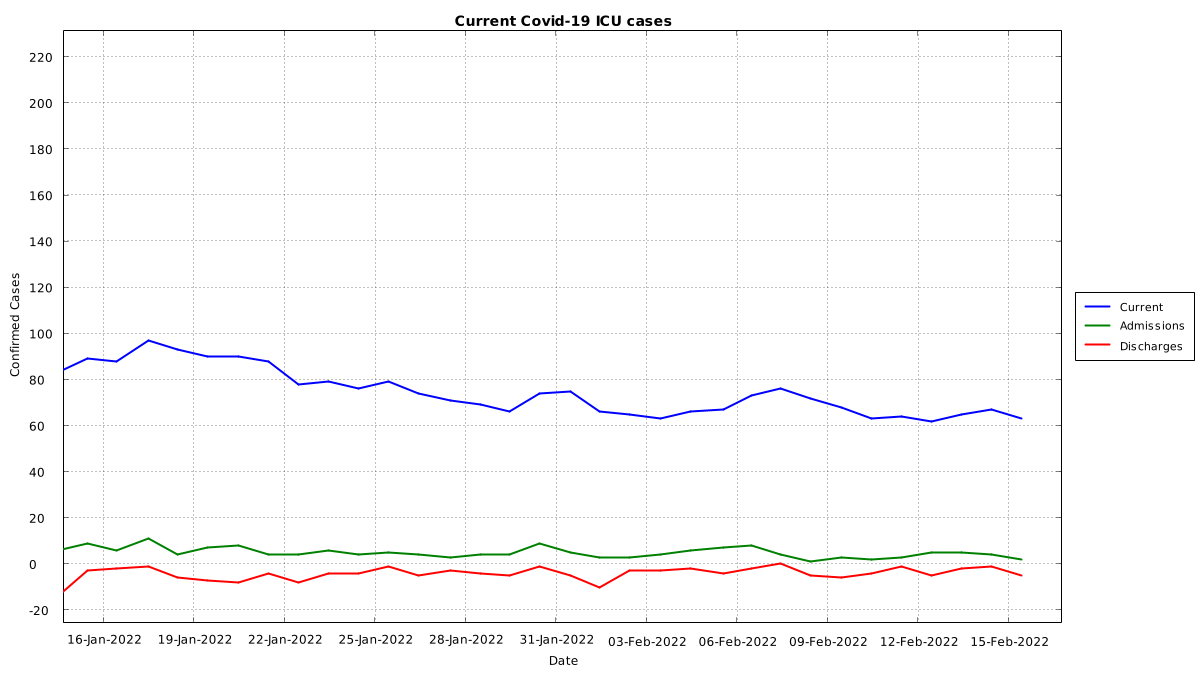 Current Covid-19 ICU cases
Confirmed Cases
220
200
180
160
140
120
100
80
60
40
20
0
-20
16-Jan-2022 19-Jan-2022 22-Jan-2022 25-Jan-2022 28-Jan-2022 31-Jan-2022 03-Feb-2022 06-Feb-2022 09-Feb-2022 12-Feb-2022 15-Feb-2022
Date
Current
Admissions
Discharges